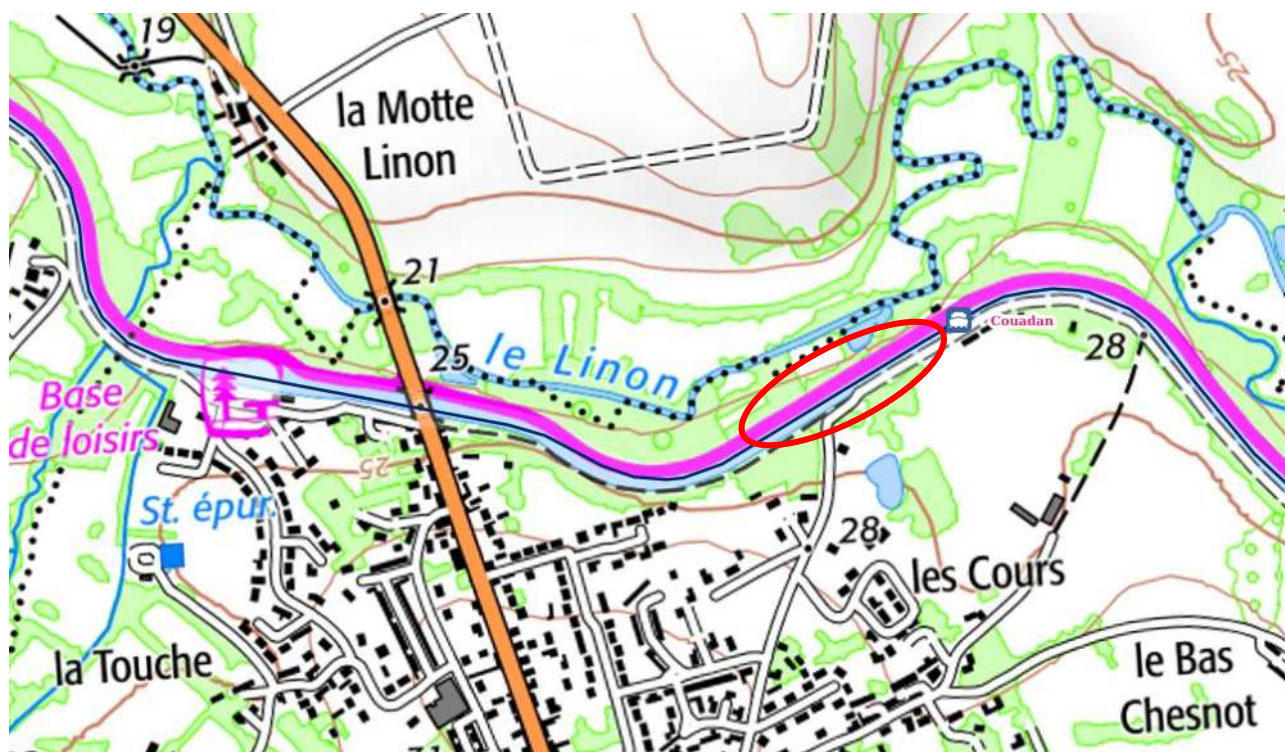 19
25
la Motte
Linon
21
25
le Linon
Couadan
28
Base
de loisirs
25
St. épur.
28
les Cours
la Touche
le Bas
Chesnot